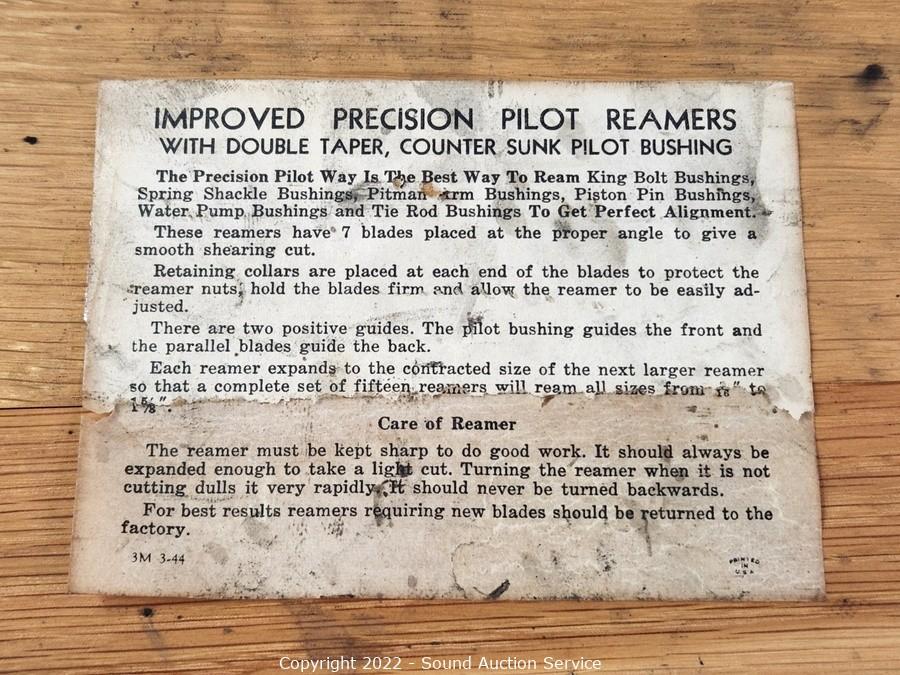 IMPROVED PRECISION PILOT REAMERS
WITH DOUBLE TAPER, COUNTER SUNK PILOT BUSHING
The Precision Pilot Way Is The Best Way To Ream King Bolt Bushings,
Spring Shackle Bushings, Pitman Arm Bushings, Piston Pin Bushings,
Water Pump Bushings and Tie Rod Bushings To Get Perfect Alignment.
These reamers have 7 blades placed at the proper angle to give a
smooth shearing cut.
Retaining collars are placed at each end of the blades to protect the
reamer nuts, hold the blades firm and allow the reamer to be easily ad-
justed.
There are two positive guides. The pilot bushing guides the front and
the parallel blades guide the back.
Each reamer expands to the contracted size of the next larger reamer
so that a complete set of fifteen reamers will ream all sizes from to
Care of Reamer
The reamer must be kept sharp to do good work. It should always be
expanded enough to take a light cut. Turning the reamer when it is not
cutting dulls it very rapidly. It should never be turned backwards.
For best results reamers requiring new blades should be returned to the
factory.
3M 3-44
PRINTED
IN
U.S.A
Copyright 2022 - Sound Auction Service